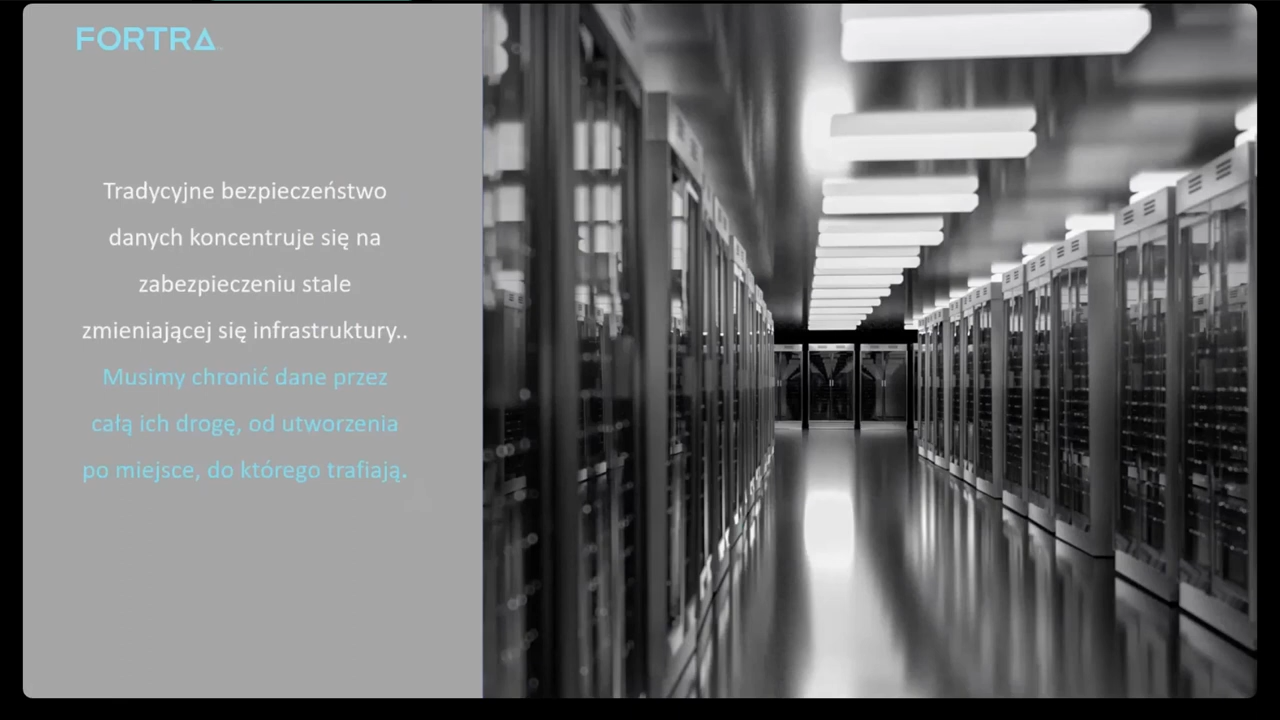 FORTRA
Tradycyjne bezpieczeństwo
danych koncentruje się na
zabezpieczeniu stale
zmieniającej się infrastruktury..
Musimy chronić dane przez
całą ich drogę, od utworzenia
po miejsce, do którego trafiają.